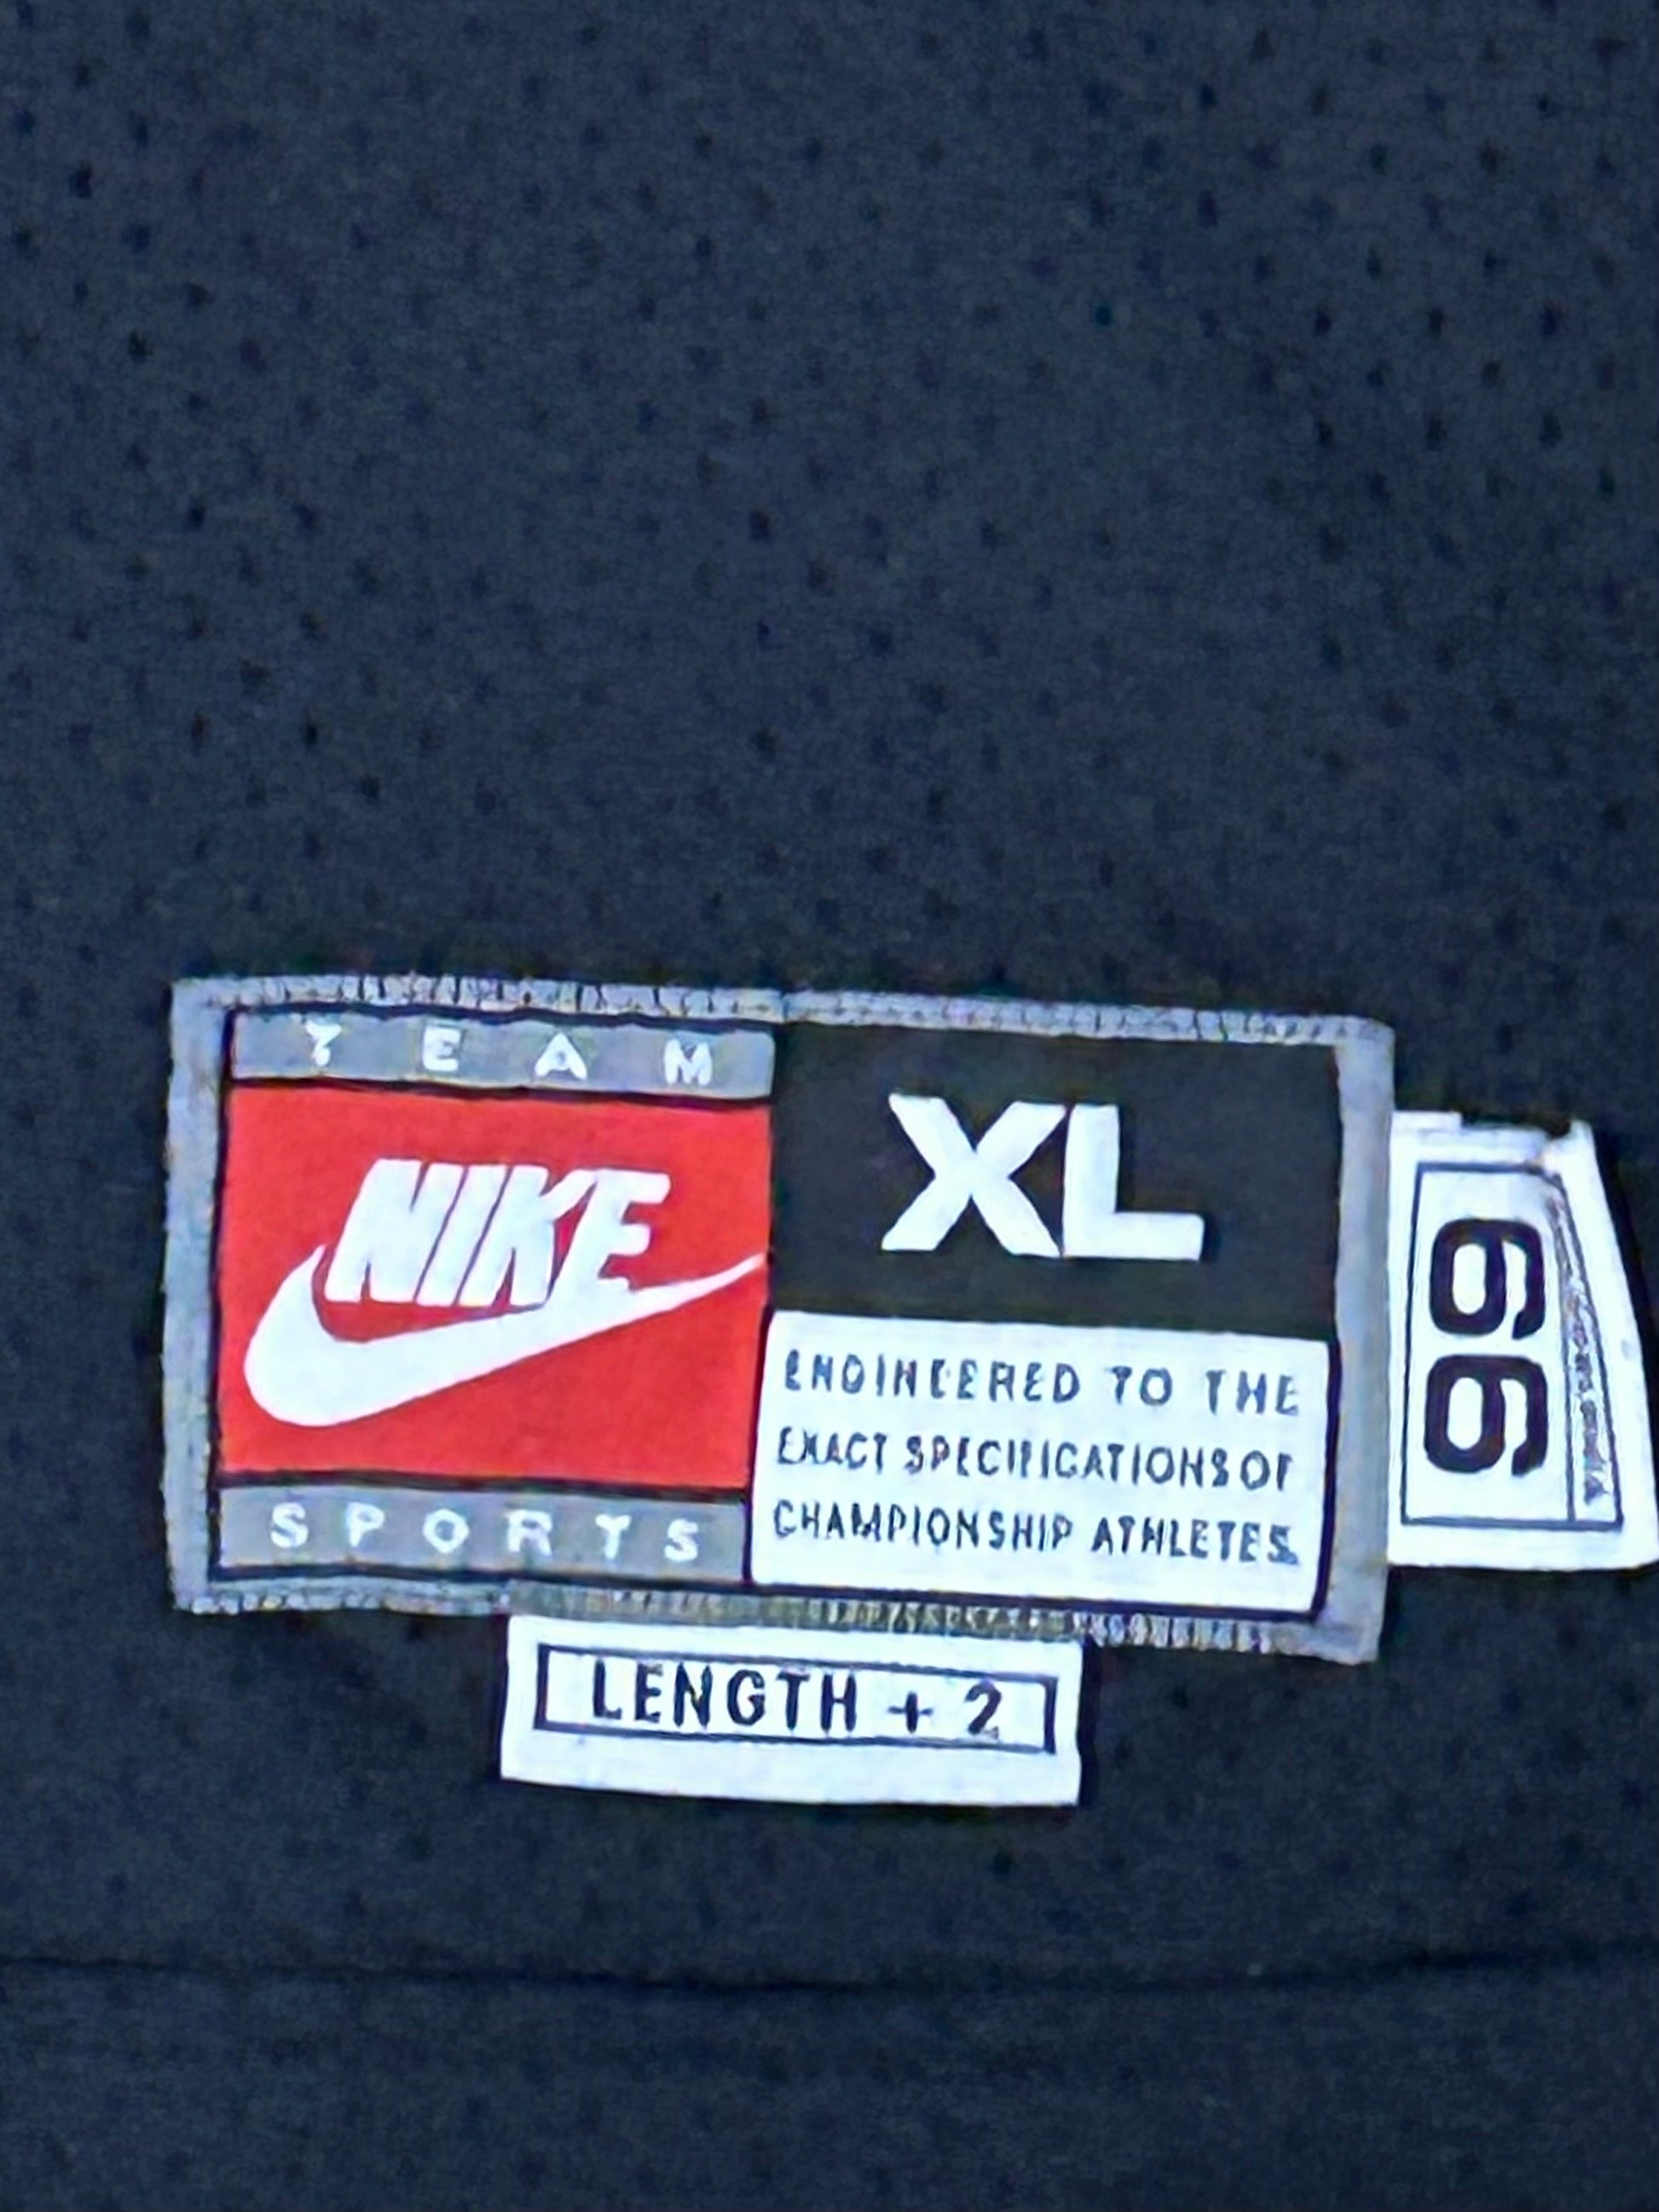 TEAM
NIKE
SPORTS
XL
ENGINEERED TO THE
EXACT SPECIFICATIONS OF
CHAMPIONSHIP ATHLETES.
99
LENGTH + 2